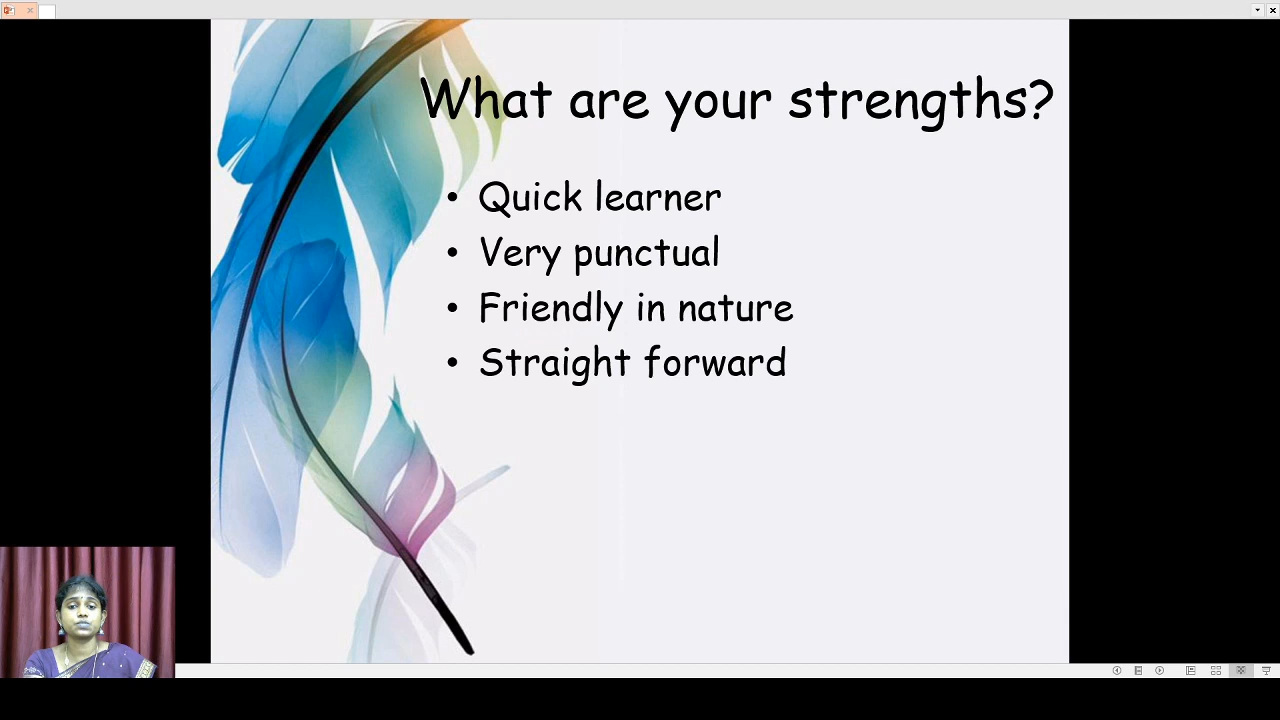 What are your strengths?
• Quick learner
• Very punctual
• Friendly in nature
• Straight forward